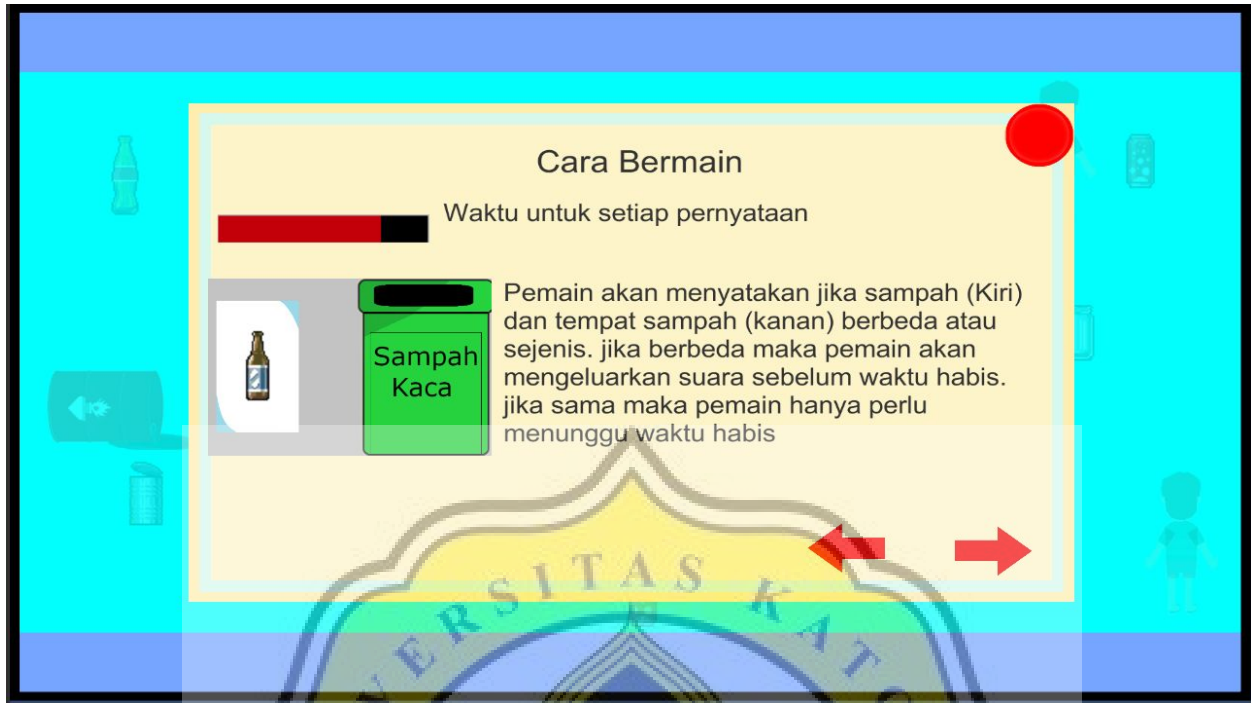 Cara Bermain
Waktu untuk setiap pernyataan
Pemain akan menyatakan jika sampah (Kiri)
dan tempat sampah (kanan) berbeda atau
sejenis. jika berbeda maka pemain akan
mengeluarkan suara sebelum waktu habis.
jika sama maka pemain hanya perlu
menunggu waktu habis
Sampah
Kaca